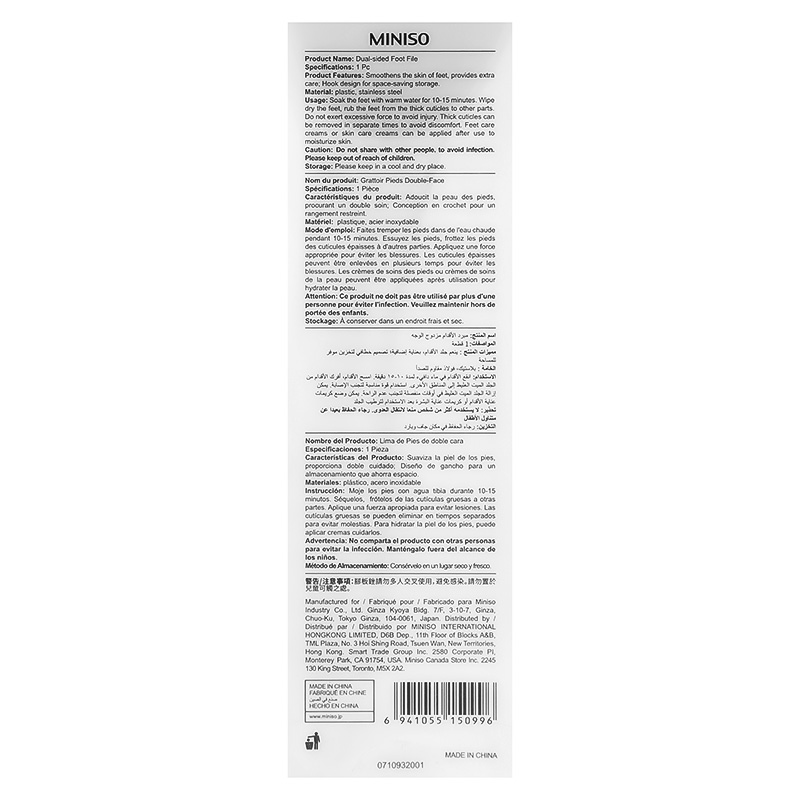 MINISO
Product Name: Dual-sided Foot File
Specifications: 1 Pc
Product Features: Smoothens the skin of feet, provides extra
care; Hook design for space-saving storage.
Material: plastic, stainless steel
Usage: Soak the feet with warm water for 10-15 minutes. Wipe
dry the feet, rub the feet from the thick cuticles to other parts.
Do not exert excessive force to avoid injury. Thick cuticles can
be removed in separate times to avoid discomfort. Feet care
creams or skin care creams can be applied after use to
moisturize skin.
Caution: Do not share with other people, to avoid infection.
Please keep out of reach of children.
Storage: Please keep in a cool and dry place.
Nom du produit: Grattoir Pieds Double-Face
Spécifications: 1 Pièce
Caractéristiques du produit: Adoucit la peau des pieds,
procurant un double soin; Conception en crochet pour un
rangement restreint.
Matériel: plastique, acier inoxydable
Mode d'emploi: Faites tremper les pieds dans de l'eau chaude
pendant 10-15 minutes. Essuyez les pieds, frottez les pieds
des cuticules épaisses à d'autres parties. Appliquez une force
appropriée pour éviter les blessures. Les cuticules épaisses
peuvent être enlevées en plusieurs temps pour éviter les
blessures. Les crèmes de soins des pieds ou crèmes de soins
de la peau peuvent être appliquées après utilisation pour
hydrater la peau.
Attention: Ce produit ne doit pas être utilisé par plus d'une
personne pour éviter l'infection. Veuillez maintenir hors de
portée des enfants.
Stockage: À conserver dans un endroit frais et sec.
اسم المنتج: مبرد الأقدام مزدوج الوجه
المواصفات: 1 قطعة
مميزات المنتج : ينعم جلد الأقدام، بعناية إضافية؛ تصميم خطافي لتخزين موفر
للمساحة
الخامة : بلاستيك، فولاذ مقاوم للصدأ
الاستخدام: انقع الأقدام في ماء دافيء لمدة ١٠-١٥ دقيقة. امسح الأقدام، أفرك الأقدام من
الجلد الميت الغليظ إلى المناطق الأخرى. استخدام قوة مناسبة لتجنب الإصابة. يمكن
إزالة الجلد الميت الغليظ في أوقات منفصلة لتجنب عدم الراحة. يمكن وضع كريمات
عناية الأقدام أو كريمات عناية البشرة بعد الاستخدام لترطيب الجلد
تحذير: لا يستخدمه أكثر من شخص منعا لانتقال العدوى. رجاء الحفاظ بعيدا عن
متناول الأطفال
التخزين: رجاء الحفظ في مكان جاف وبارد
Nombre del Producto: Lima de Pies de doble cara
Especificaciones: 1 Pieza
Características del Producto: Suaviza la piel de los pies,
proporciona doble cuidado; Diseño de gancho para un
almacenamiento que ahorra espacio.
Materiales: plástico, acero inoxidable
Instrucción: Moje los pies con agua tibia durante 10-15
minutos. Séquelos, frótelos de las cutículas gruesas a otras
partes. Aplique una fuerza apropiada para evitar lesiones. Las
cutículas gruesas se pueden eliminar en tiempos separados
para evitar molestias. Para hidratar la piel de los pies, puede
aplicar cremas cuidarlos.
Advertencia: No comparta el producto con otras personas
para evitar la infección. Manténgalo fuera del alcance de
los niños.
Método de Almacenamiento: Consérvelo en un lugar seco y fresco.
警告/注意事項: 腳板銼請勿多人交叉使用, 避免感染。請勿置於
兒童可觸之處。
Manufactured for / Fabriqué pour / Fabricado para Miniso
Industry Co., Ltd. Ginza Kyoya Bldg. 7/F, 3-10-7, Ginza,
Chuo-Ku, Tokyo Ginza, 104-0061, Japan. Distributed by /
Distribué par / Distribuido por MINISO INTERNATIONAL
HONGKONG LIMITED, D6B Dep., 11th Floor of Blocks A&B,
TML Plaza, No. 3 Hoi Shing Road, Tsuen Wan, New Territories,
Hong Kong. Smart Trade Group Inc. 2580 Corporate Pl,
Monterey Park, CA 91754, USA. Miniso Canada Store Inc. 2245
130 King Street, Toronto, M5X 2A2.
MADE IN CHINA
FABRIQUÉ EN CHINE
صنع في الصين
HECHO EN CHINA
www.miniso.jp
6 941055 150996
MADE IN CHINA
0710932001